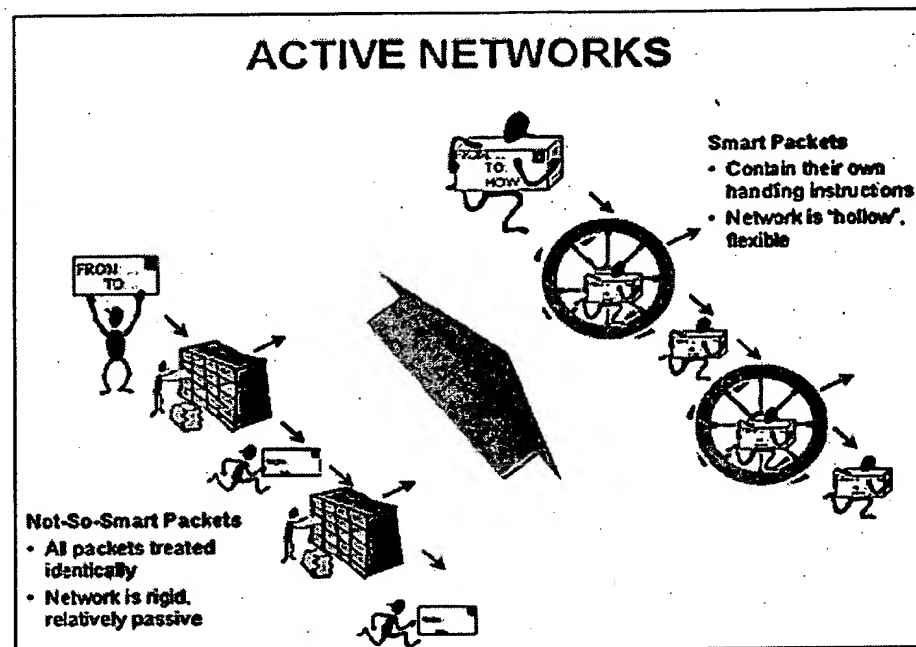 ACTIVE NETWORKS
FROM: ...
TO: ...
HOW
Smart Packets
• Contain their own
handing instructions
• Network is "hollow",
flexible
FROM: ...
TO: ...
Not-So-Smart Packets
• All packets treated
identically
• Network is rigid,
relatively passive